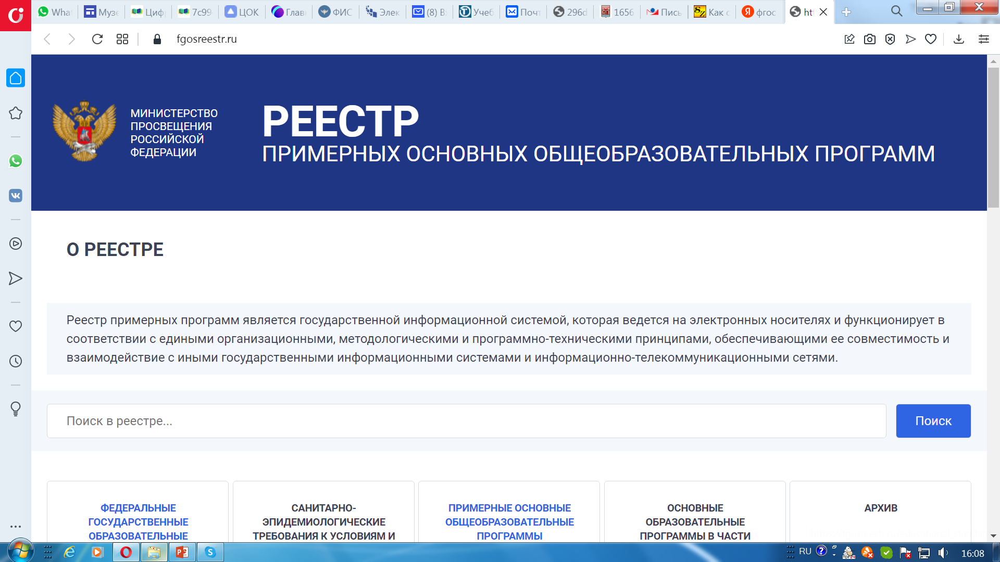 What
Музе
Циф
7c99
ЦОК
Глав
ФИС
Элек
(8) Вх
Учеб
Почт
296d
1656
Пись
Как с
фгос
htt
fgosreestr.ru
МИНИСТЕРСТВО
ПРОСВЕЩЕНИЯ
РОССИЙСКОЙ
ФЕДЕРАЦИИ
РЕЕСТР
ПРИМЕРНЫХ ОСНОВНЫХ ОБЩЕОБРАЗОВАТЕЛЬНЫХ ПРОГРАММ
О РЕЕСТРЕ
Реестр примерных программ является государственной информационной системой, которая ведется на электронных носителях и функционирует в
соответствии с едиными организационными, методологическими и программно-техническими принципами, обеспечивающими ее совместимость и
взаимодействие с иными государственными информационными системами и информационно-телекоммуникационными сетями.
Поиск в реестре...
Поиск
ФЕДЕРАЛЬНЫЕ
ГОСУДАРСТВЕННЫЕ
ОБРАЗОВАТЕЛЬНЫЕ
САНИТАРНО-
ЭПИДЕМИОЛОГИЧЕСКИЕ
ТРЕБОВАНИЯ К УСЛОВИЯМ И
ПРИМЕРНЫЕ ОСНОВНЫЕ
ОБЩЕОБРАЗОВАТЕЛЬНЫЕ
ПРОГРАММЫ
ОСНОВНЫЕ
ОБРАЗОВАТЕЛЬНЫЕ
ПРОГРАММЫ В ЧАСТИ
АРХИВ
RU
16:08